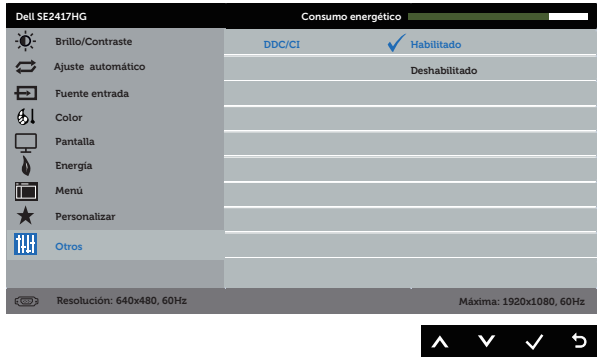 Dell SE2417HG Consumo energético
Brillo/Contraste DDC/CI Habilitado
Ajuste automático Deshabilitado
Fuente entrada
Color
Pantalla
Energía
Menú
Personalizar
Otros
Resolución: 640x480, 60Hz Máxima: 1920x1080, 60Hz